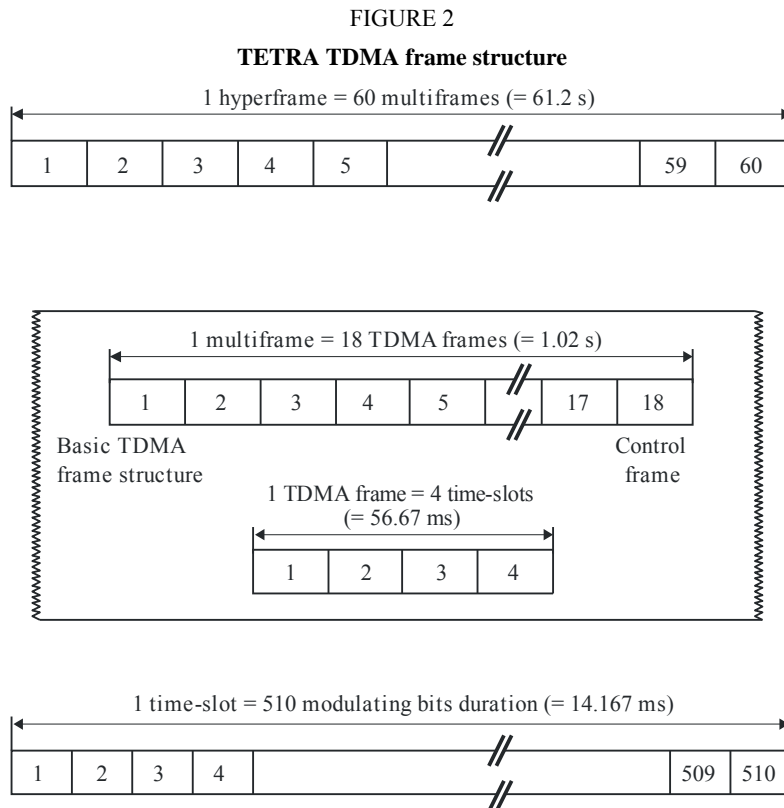 FIGURE 2
TETRA TDMA frame structure
1 hyperframe = 60 multiframes (= 61.2 s)
1 2 3 4 5 59 60
1 multiframe = 18 TDMA frames (= 1.02 s)
1 2 3 4 5 17 18
Basic TDMA
frame structure
Control
frame
1 TDMA frame = 4 time-slots
(= 56.67 ms)
1 2 3 4
1 time-slot = 510 modulating bits duration (= 14.167 ms)
1 2 3 4 509 510